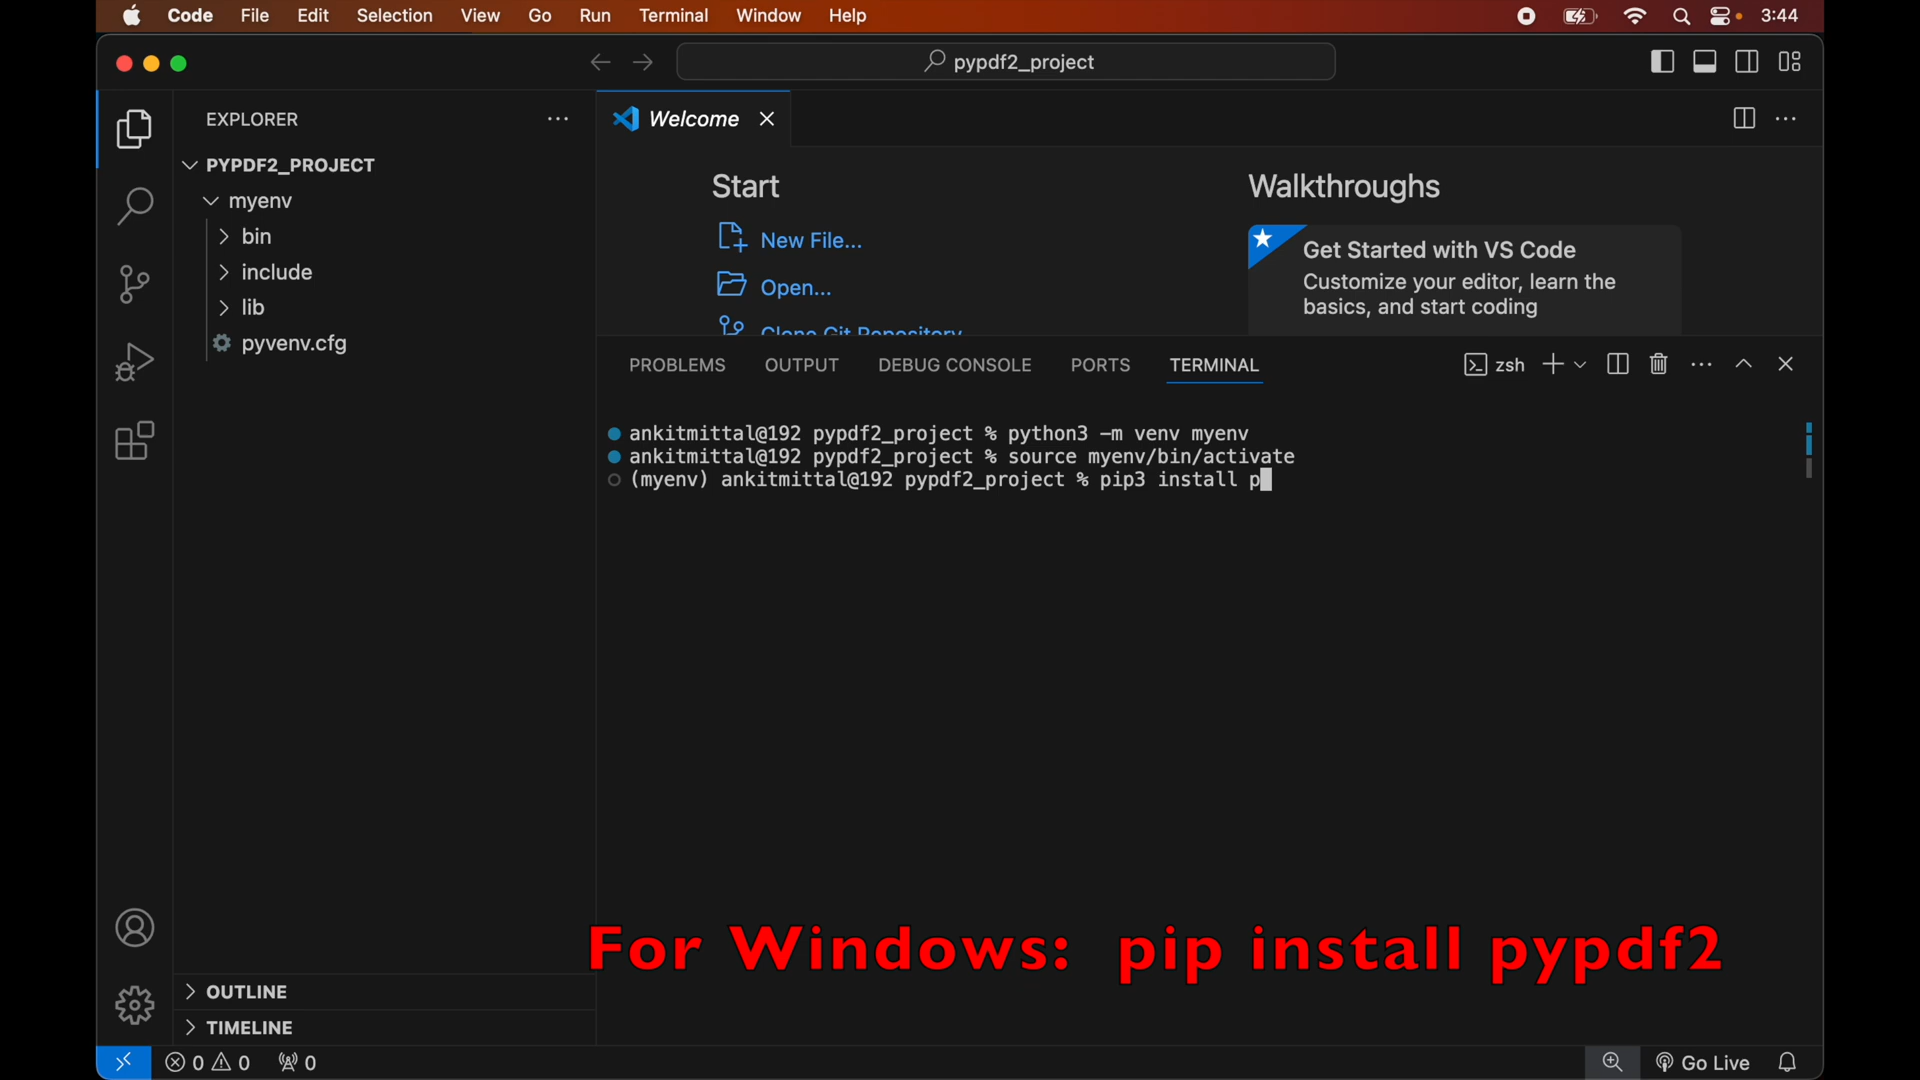 Code File Edit Selection View Go Run Terminal Window Help 3:44
pypdf2_project
EXPLORER
Welcome
PYPDF2_PROJECT
myenv
bin
include
lib
pyvenv.cfg
Start
New File...
Open...
Clone Git Repository
Walkthroughs
Get Started with VS Code
Customize your editor, learn the
basics, and start coding
PROBLEMS OUTPUT DEBUG CONSOLE PORTS TERMINAL zsh
ankitmittal@192 pypdf2_project % python3 -m venv myenv
ankitmittal@192 pypdf2_project % source myenv/bin/activate
(myenv) ankitmittal@192 pypdf2_project % pip3 install p
For Windows: pip install pypdf2
OUTLINE
TIMELINE
0 0 0 Go Live